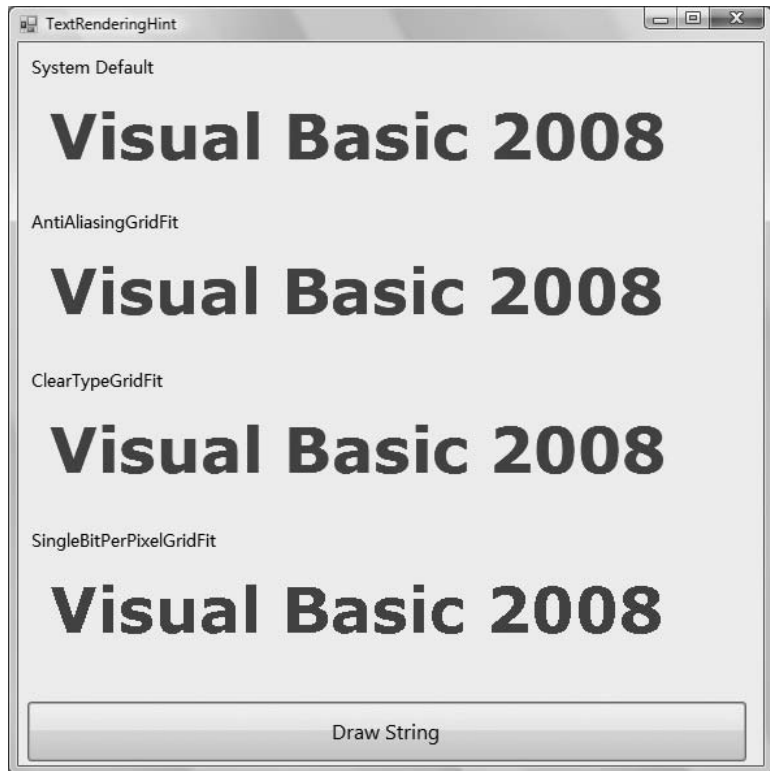 TextRenderingHint
System Default
Visual Basic 2008
AntiAliasingGridFit
Visual Basic 2008
ClearTypeGridFit
Visual Basic 2008
SingleBitPerPixelGridFit
Visual Basic 2008
Draw String